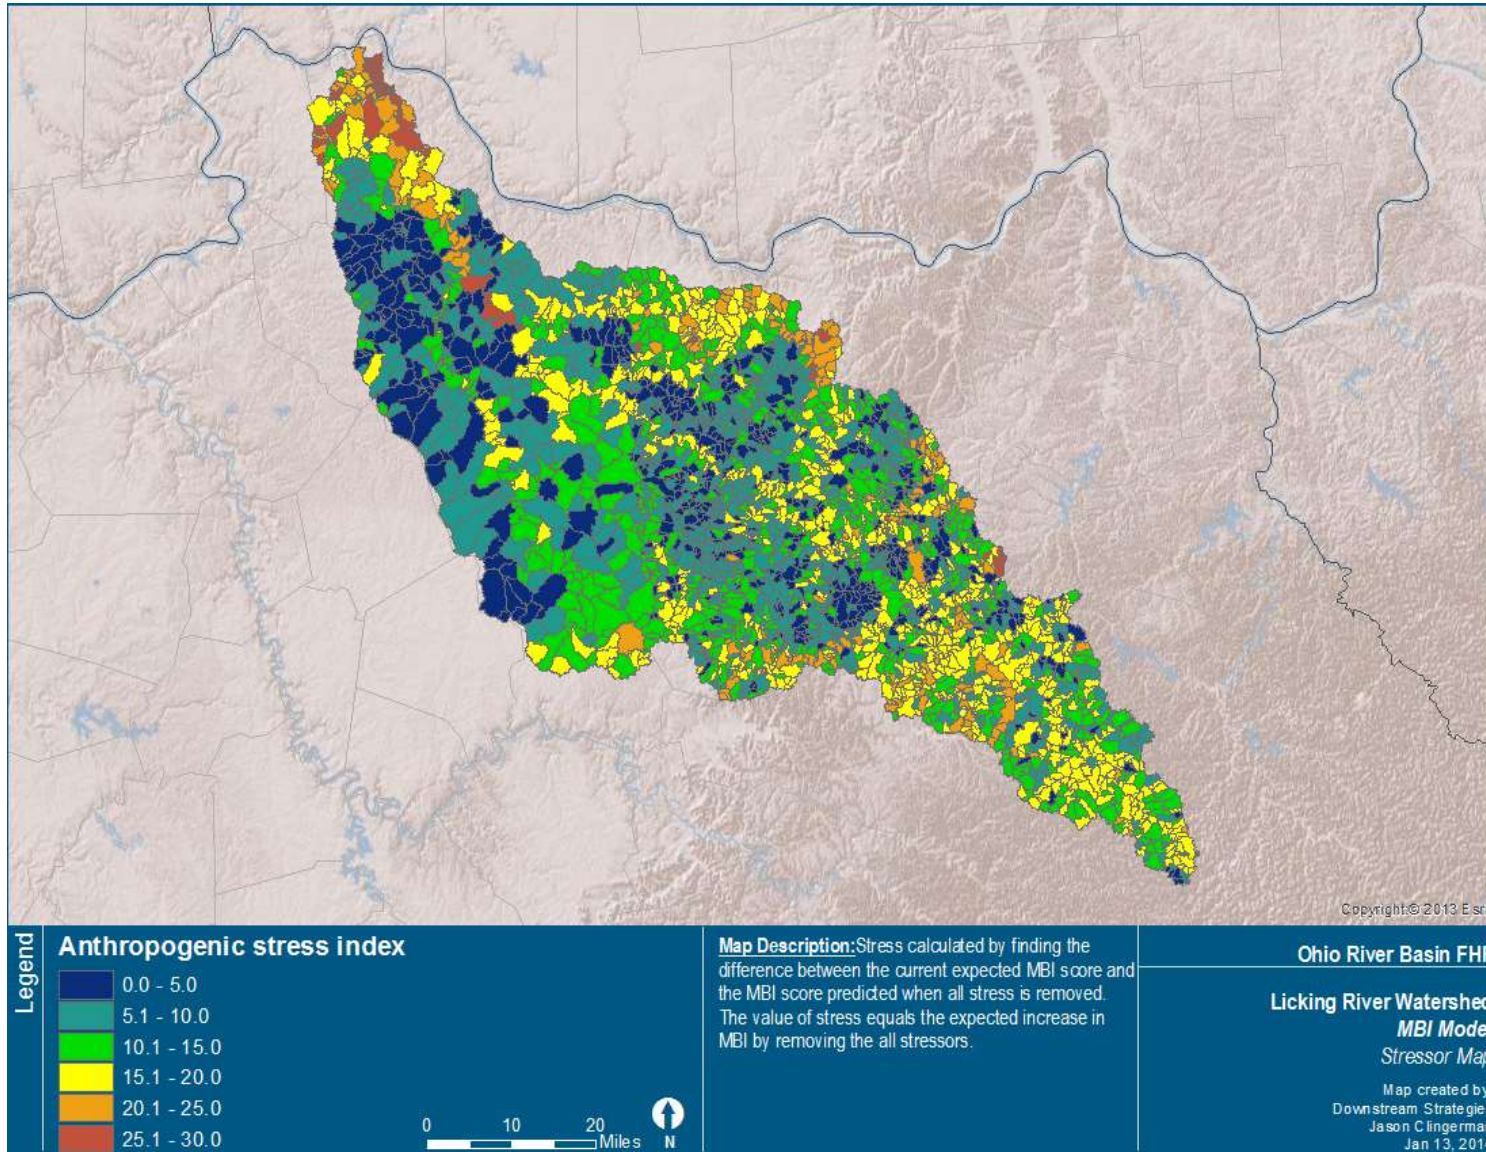 Copyright:© 2013 Esr
Legend
Anthropogenic stress index
0.0 - 5.0
5.1 - 10.0
10.1 - 15.0
15.1 - 20.0
20.1 - 25.0
25.1 - 30.0
0 10 20
Miles
N
Map Description:Stress calculated by finding the
difference between the current expected MBI score and
the MBI score predicted when all stress is removed.
The value of stress equals the expected increase in
MBI by removing the all stressors.
Ohio River Basin FHP
Licking River Watershed
MBI Model
Stressor Map
Map created by
Downstream Strategies
Jason Clingerman
Jan 13, 2014